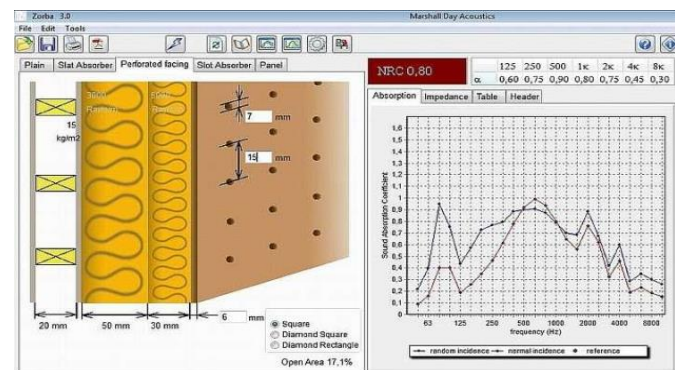 Zorba 3.0
Marshall Day Acoustics
File Edit Tools
Plain Slat Absorber Perforated facing Slot Absorber Panel
15
kg/m2
7 mm
15 mm
20 mm 50 mm 30 mm 6 mm
Square
Diamond Square
Diamond Rectangle
Open Area 17,1%
NRC 0,80
125 250 500 1к 2к 4к 8к
α 0,60 0,75 0,90 0,80 0,75 0,45 0,30
Absorption Impedance Table Header
Sound Absorption Coefficient
1,6
1,5
1,4
1,3
1,2
1,1
1
0,9
0,8
0,7
0,6
0,5
0,4
0,3
0,2
0,1
0
63 125 250 500 1000 2000 4000 8000
frequency (Hz)
random incidence normal incidence reference